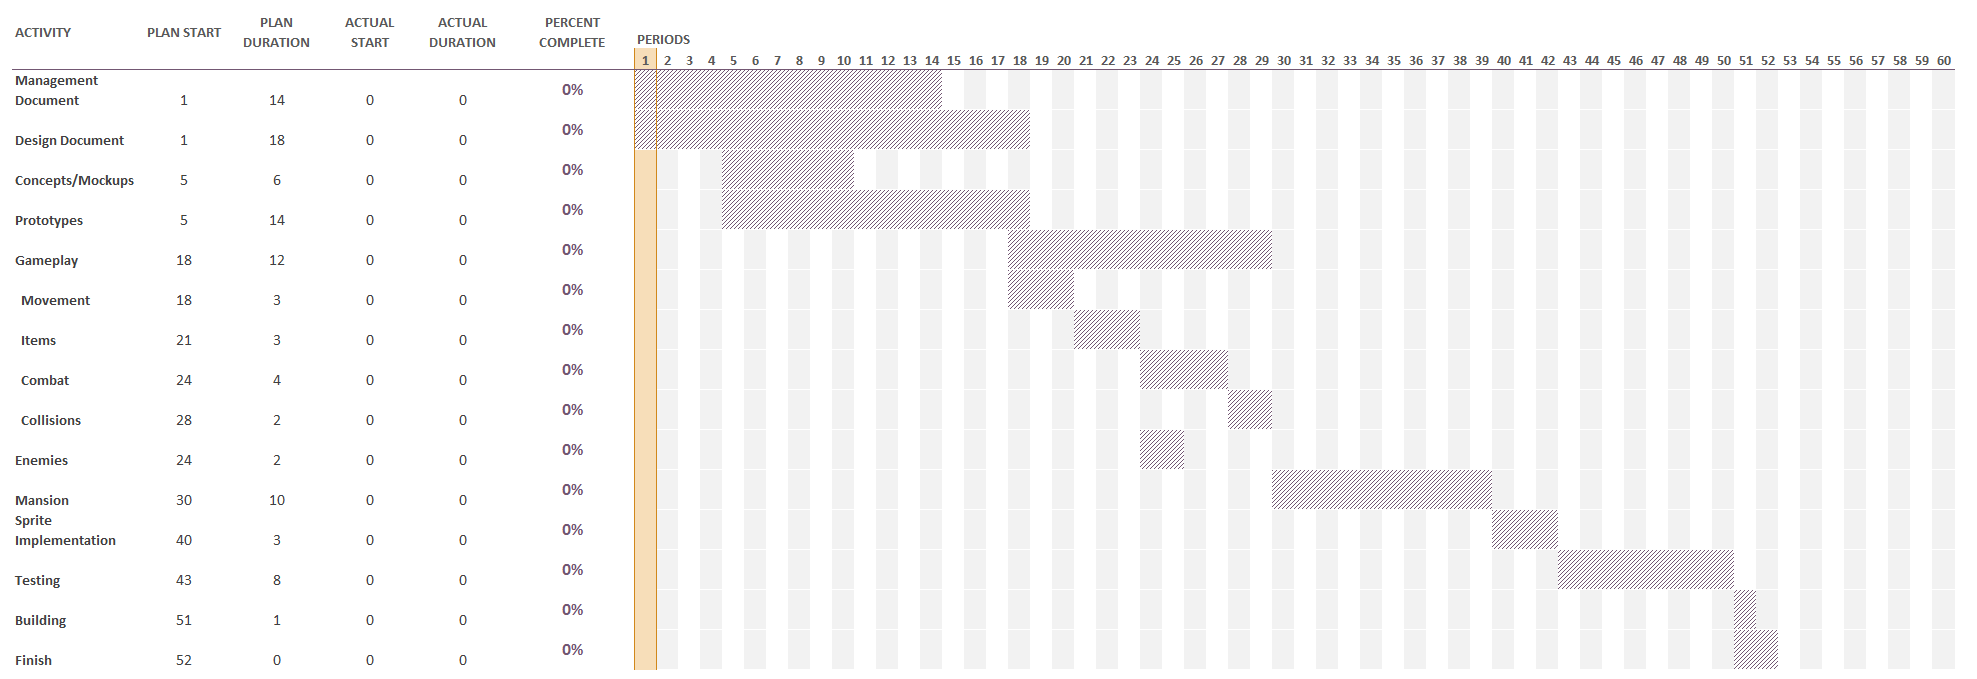 ACTIVITY PLAN START PLAN DURATION ACTUAL START ACTUAL DURATION PERCENT COMPLETE PERIODS
1 2 3 4 5 6 7 8 9 10 11 12 13 14 15 16 17 18 19 20 21 22 23 24 25 26 27 28 29 30 31 32 33 34 35 36 37 38 39 40 41 42 43 44 45 46 47 48 49 50 51 52 53 54 55 56 57 58 59 60
Management Document 1 14 0 0 0%
Design Document 1 18 0 0 0%
Concepts/Mockups 5 6 0 0 0%
Prototypes 5 14 0 0 0%
Gameplay 18 12 0 0 0%
Movement 18 3 0 0 0%
Items 21 3 0 0 0%
Combat 24 4 0 0 0%
Collisions 28 2 0 0 0%
Enemies 24 2 0 0 0%
Mansion 30 10 0 0 0%
Sprite Implementation 40 3 0 0 0%
Testing 43 8 0 0 0%
Building 51 1 0 0 0%
Finish 52 0 0 0 0%